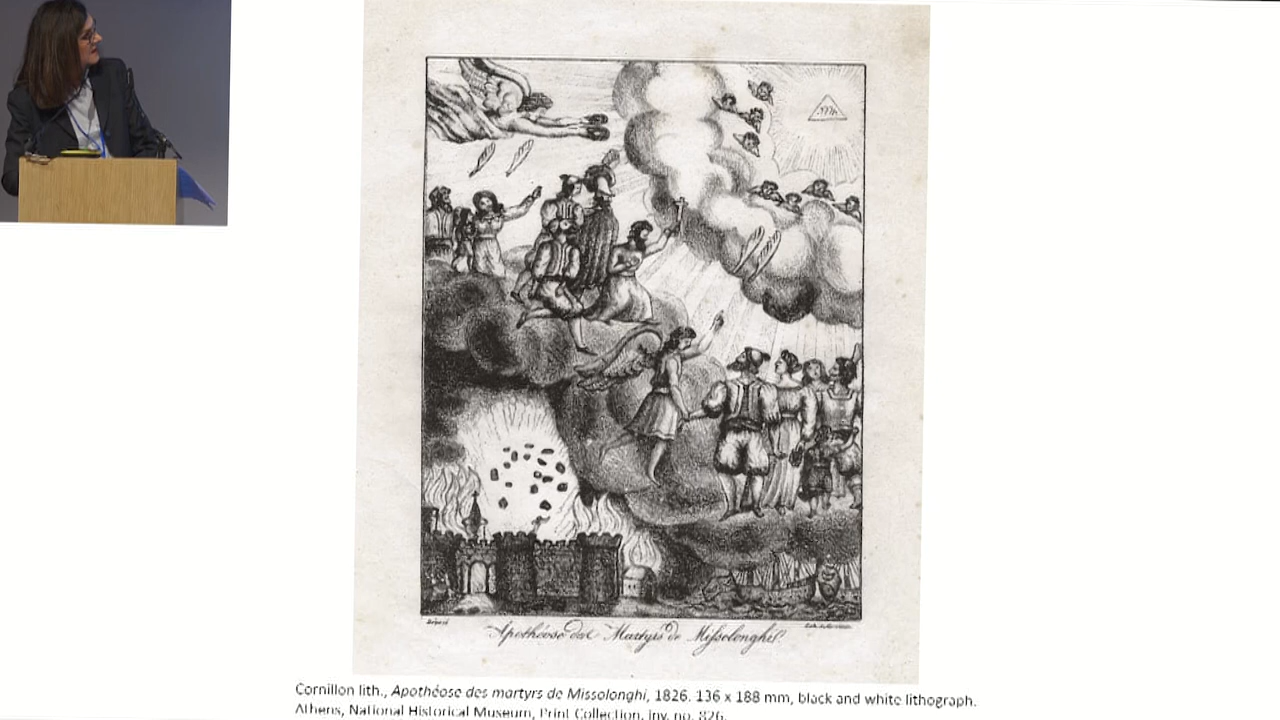 Apothéose des Martyrs de Missolonghi.
Cornillon lith., Apothéose des martyrs de Missolonghi, 1826. 136 x 188 mm, black and white lithograph.
Athens, National Historical Museum, Print Collection, inv. no. 826.